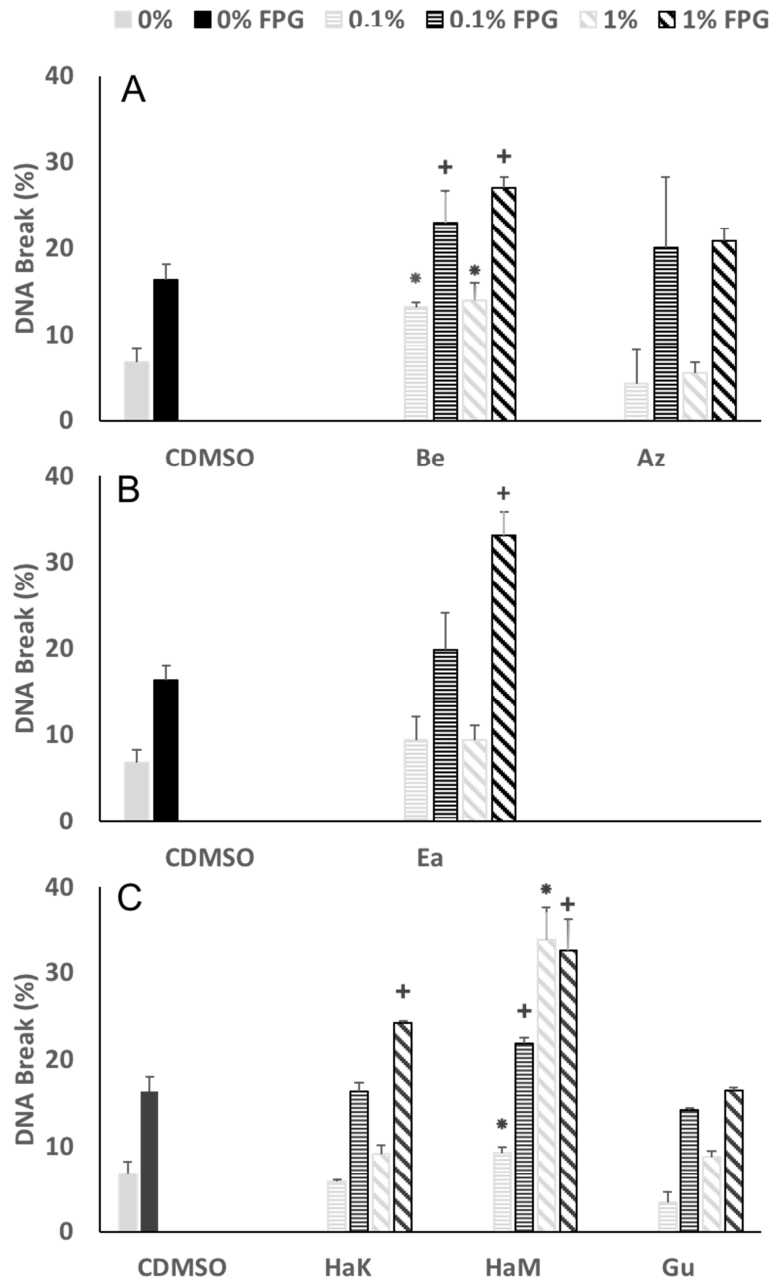 0% 0% FPG 0.1% 0.1% FPG 1% 1% FPG
A
DNA Break (%)
40
30
20
10
0
* + * +
CDMSO Be Az
B
DNA Break (%)
40
30
20
10
0
+
CDMSO Ea
C
DNA Break (%)
40
30
20
10
0
+ * + * +
CDMSO HaK HaM Gu